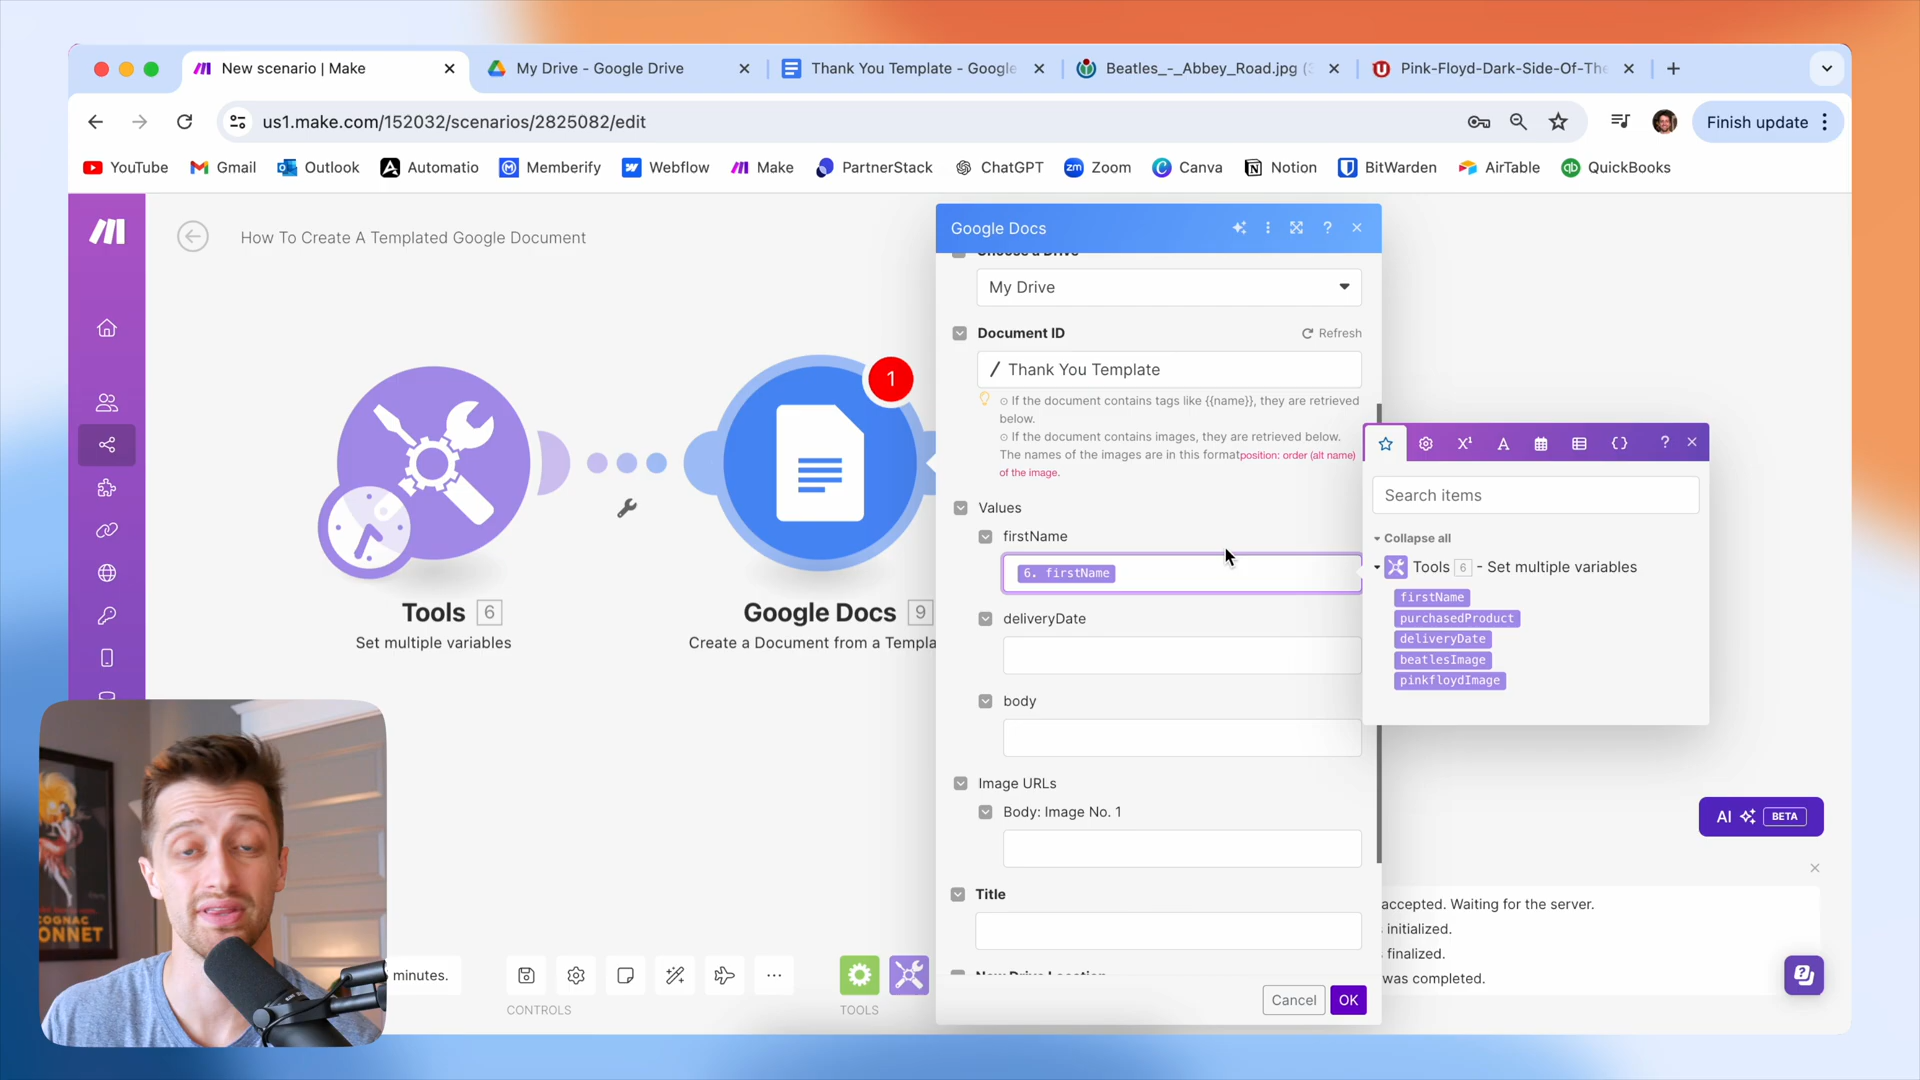 New scenario | Make
My Drive - Google Drive
Thank You Template - Google
Beatles_-_Abbey_Road.jpg (3
Pink-Floyd-Dark-Side-Of-The
us1.make.com/152032/scenarios/2825082/edit
Finish update
YouTube
Gmail
Outlook
Automatio
Memberify
Webflow
Make
PartnerStack
ChatGPT
Zoom
Canva
Notion
BitWarden
AirTable
QuickBooks
How To Create A Templated Google Document
Google Docs
My Drive
Document ID
Refresh
/ Thank You Template
If the document contains tags like {{name}}, they are retrieved
below.
If the document contains images, they are retrieved below.
The names of the images are in this formatposition: order (alt name)
of the image.
Values
firstName
6. firstName
deliveryDate
body
Image URLs
Body: Image No. 1
Title
New Drive Location
Cancel
OK
Search items
Collapse all
Tools 6 - Set multiple variables
firstName
purchasedProduct
deliveryDate
beatlesImage
pinkfloydImage
1
Tools 6
Set multiple variables
Google Docs 9
Create a Document from a Templa
AI BETA
accepted. Waiting for the server.
initialized.
finalized.
was completed.
minutes.
CONTROLS
TOOLS
COGNAC